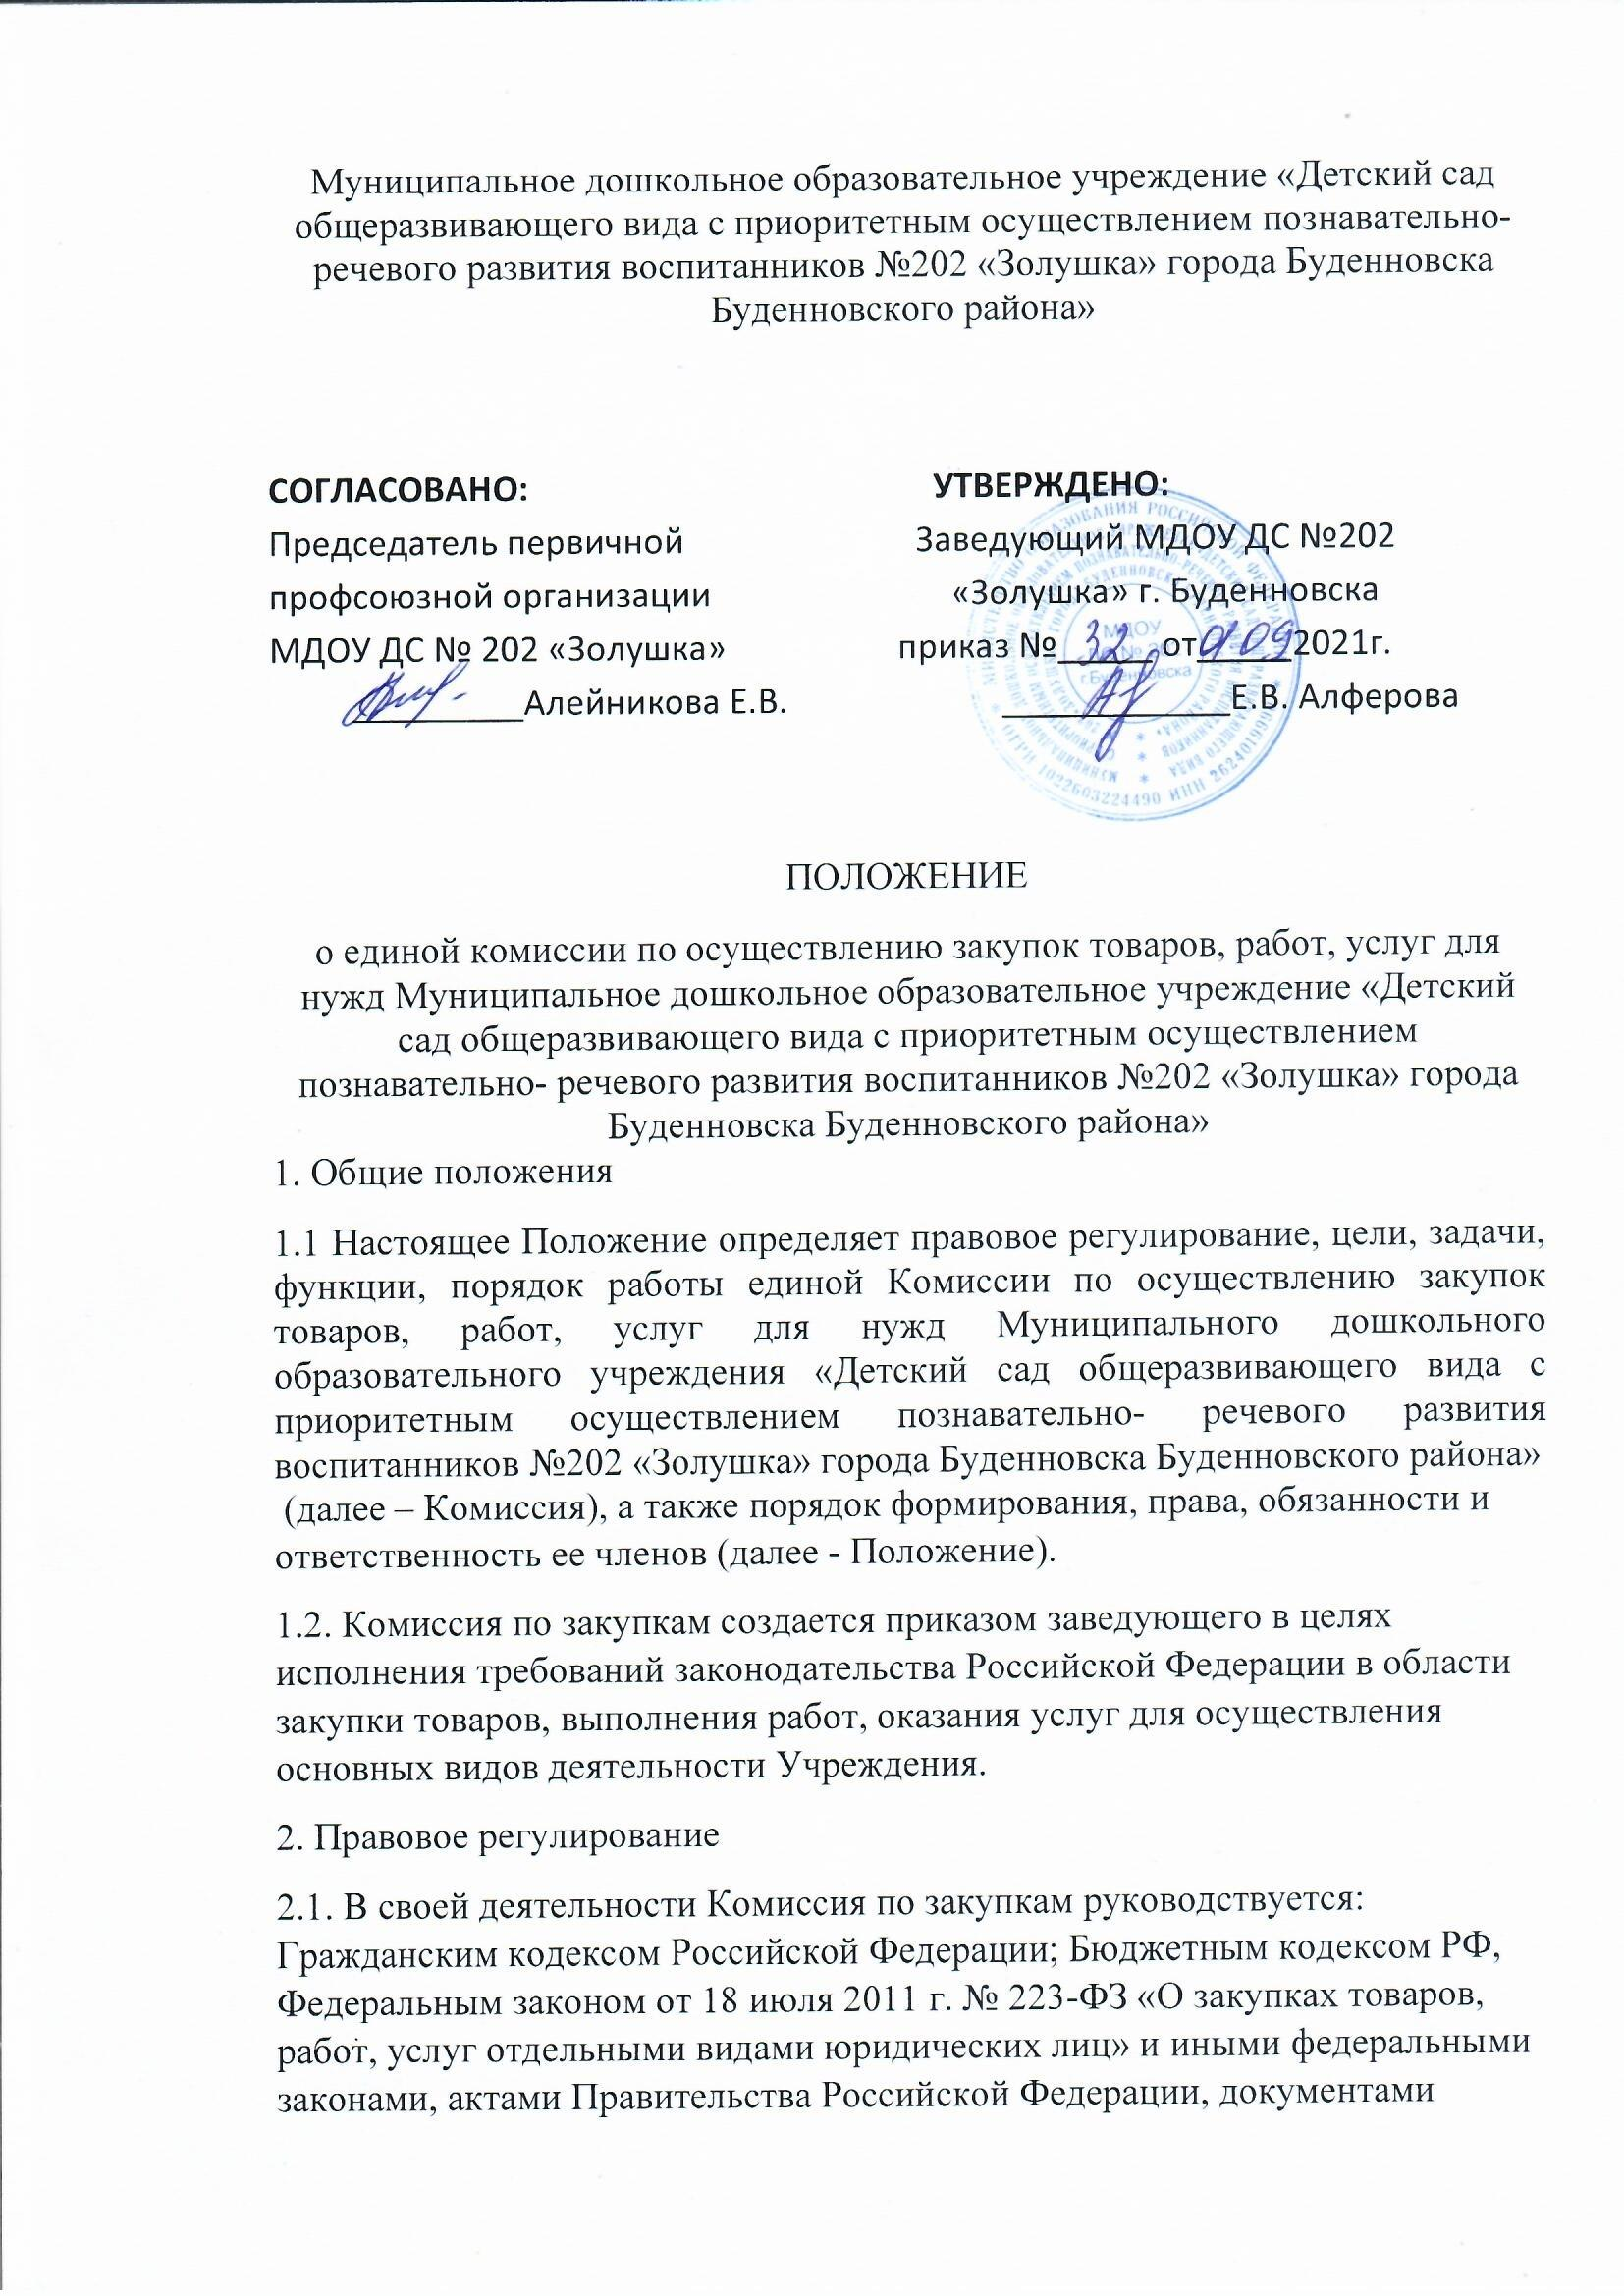 Муниципальное дошкольное образовательное учреждение «Детский сад
общеразвивающего вида с приоритетным осуществлением познавательно-
речевого развития воспитанников №202 «Золушка» города Буденновска
Буденновского района»
СОГЛАСОВАНО:
Председатель первичной
профсоюзной организации
МДОУ ДС № 202 «Золушка»
__________Алейникова Е.В.
УТВЕРЖДЕНО:
Заведующий МДОУ ДС №202
«Золушка» г. Буденновска
приказ № 32 от 01 09 2021г.
_____________Е.В. Алферова
МДОУ
г.Буденновска
ОГРН 1022603224490 ИНН
ПОЛОЖЕНИЕ
о единой комиссии по осуществлению закупок товаров, работ, услуг для
нужд Муниципальное дошкольное образовательное учреждение «Детский
сад общеразвивающего вида с приоритетным осуществлением
познавательно- речевого развития воспитанников №202 «Золушка» города
Буденновска Буденновского района»
1. Общие положения
1.1 Настоящее Положение определяет правовое регулирование, цели, задачи,
функции, порядок работы единой Комиссии по осуществлению закупок
товаров, работ, услуг для нужд Муниципального дошкольного
образовательного учреждения «Детский сад общеразвивающего вида с
приоритетным осуществлением познавательно- речевого развития
воспитанников №202 «Золушка» города Буденновска Буденновского района»
(далее – Комиссия), а также порядок формирования, права, обязанности и
ответственность ее членов (далее - Положение).
1.2. Комиссия по закупкам создается приказом заведующего в целях
исполнения требований законодательства Российской Федерации в области
закупки товаров, выполнения работ, оказания услуг для осуществления
основных видов деятельности Учреждения.
2. Правовое регулирование
2.1. В своей деятельности Комиссия по закупкам руководствуется:
Гражданским кодексом Российской Федерации; Бюджетным кодексом РФ,
Федеральным законом от 18 июля 2011 г. № 223-ФЗ «О закупках товаров,
работ, услуг отдельными видами юридических лиц» и иными федеральными
законами, актами Правительства Российской Федерации, документами